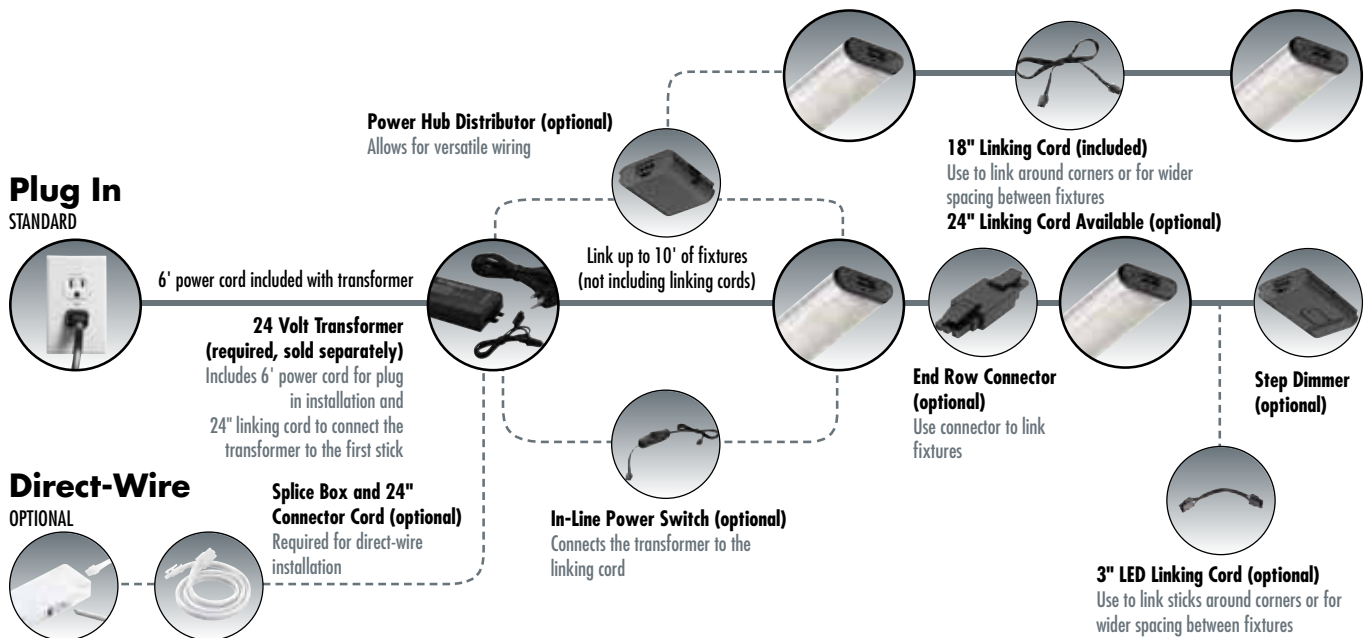 Power Hub Distributor (optional)
Allows for versatile wiring
18" Linking Cord (included)
Use to link around corners or for wider
spacing between fixtures
24" Linking Cord Available (optional)
Plug In
STANDARD
6' power cord included with transformer
Link up to 10' of fixtures
(not including linking cords)
24 Volt Transformer
(required, sold separately)
Includes 6' power cord for plug
in installation and
24" linking cord to connect the
transformer to the first stick
End Row Connector
(optional)
Use connector to link
fixtures
Step Dimmer
(optional)
Direct-Wire
OPTIONAL
Splice Box and 24"
Connector Cord (optional)
Required for direct-wire
installation
In-Line Power Switch (optional)
Connects the transformer to the
linking cord
3" LED Linking Cord (optional)
Use to link sticks around corners or for
wider spacing between fixtures